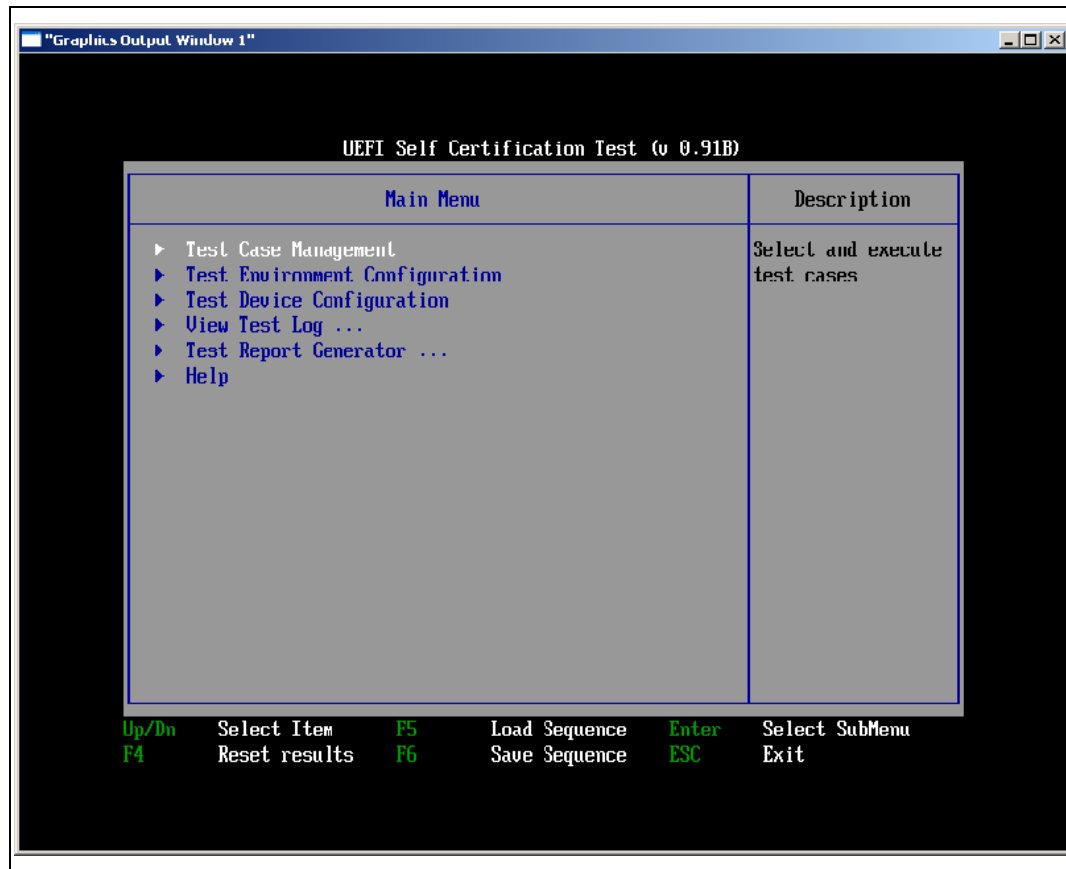 "Graphics Output Window 1"
UEFI Self Certification Test (v 0.91B)
Main Menu
Description
Test Case Management
Test Environment Configuration
Test Device Configuration
View Test Log ...
Test Report Generator ...
Help
Select and execute
test cases
Up/Dn Select Item F5 Load Sequence Enter Select SubMenu
F4 Reset results F6 Save Sequence ESC Exit